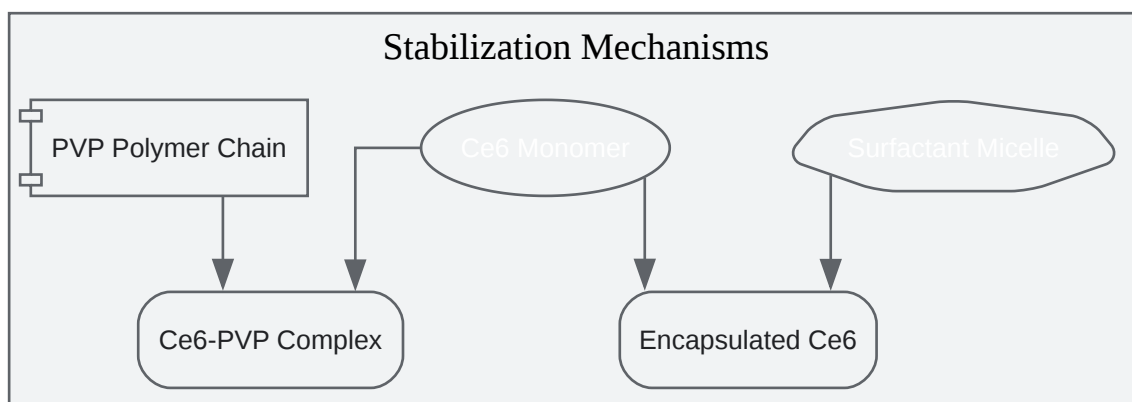 Stabilization Mechanisms
PVP Polymer Chain
Ce6 Monomer
Surfactant Micelle
Ce6-PVP Complex
Encapsulated Ce6